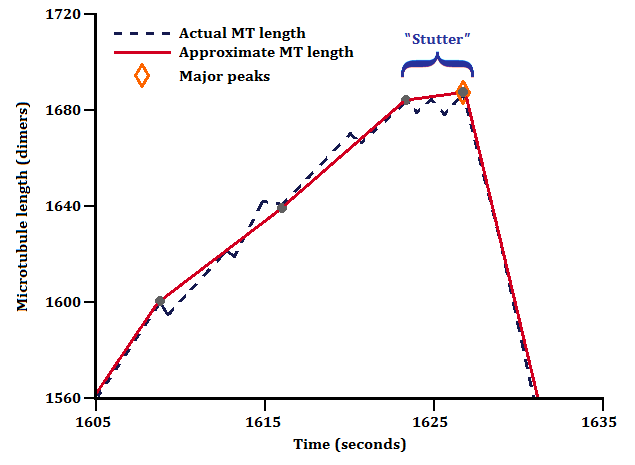 1720
Actual MT length
Approximate MT length
Major peaks
“Stutter”
1680
1640
1600
1560
Microtubule length (dimers)
1605
1615
1625
1635
Time (seconds)